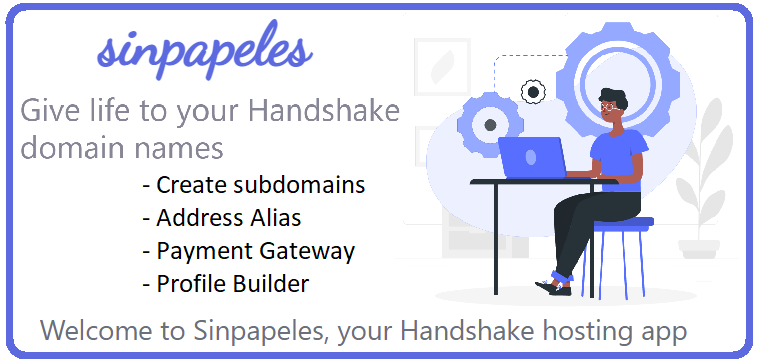 sinpapeles
Give life to your Handshake
domain names
- Create subdomains
- Address Alias
- Payment Gateway
- Profile Builder
Welcome to Sinpapeles, your Handshake hosting app